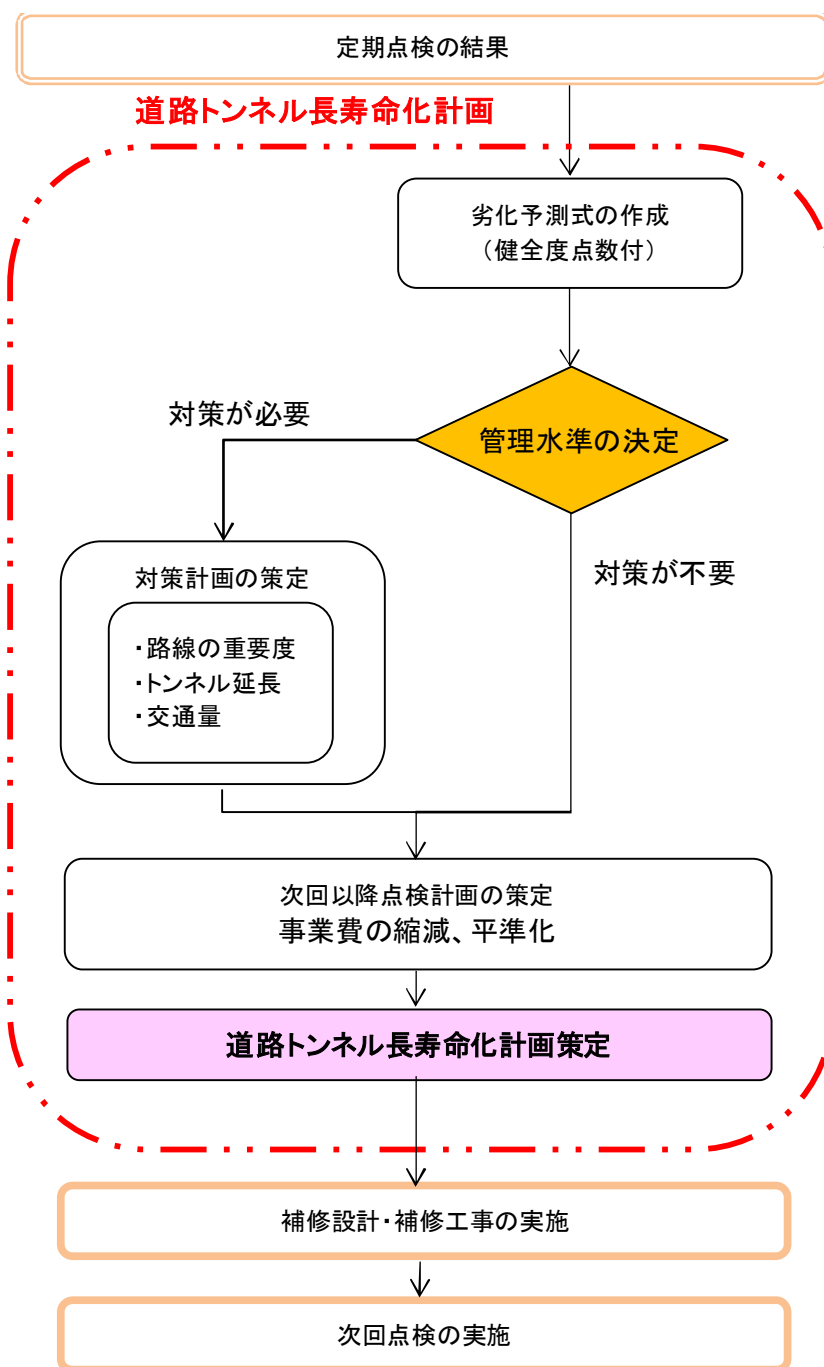 定期点検の結果
道路トンネル長寿命化計画
劣化予測式の作成
（健全度点数付）
管理水準の決定
対策が必要
対策が不要
対策計画の策定
・路線の重要度
・トンネル延長
・交通量
次回以降点検計画の策定
事業費の縮減、平準化
道路トンネル長寿命化計画策定
補修設計・補修工事の実施
次回点検の実施